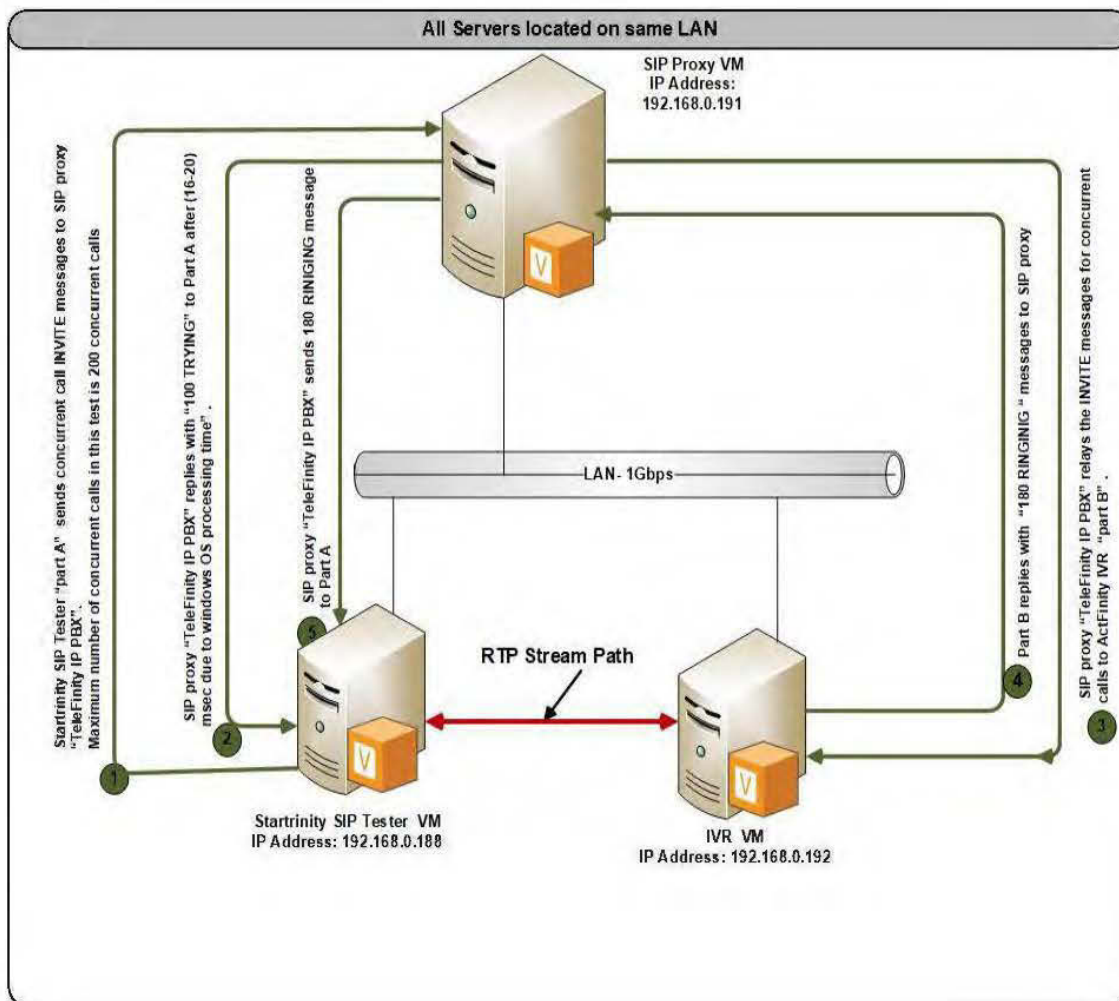 All Servers located on same LAN
SIP Proxy VM
IP Address:
192.168.0.191
Startrinity SIP Tester "part A" sends concurrent call INVITE messages to SIP proxy
"TeleFinity IP PBX".
Maximum number of concurrent calls in this test is 200 concurrent calls
SIP proxy "TeleFinity IP PBX" replies with "100 TRYING" to Part A after (16-20)
msec due to windows OS processing time" .
SIP proxy "TeleFinity IP PBX" sends 180 RINIGING message
to Part A
Part B replies with "180 RINGINIG " messages to SIP proxy
SIP proxy "TeleFinity IP PBX" relays the INVITE messages for concurrent
calls to ActFinity IVR "part B" .
V
LAN- 1Gbps
5
RTP Stream Path
4
3
2
1
V
V
Startrinity SIP Tester VM
IP Address: 192.168.0.188
IVR VM
IP Address: 192.168.0.192